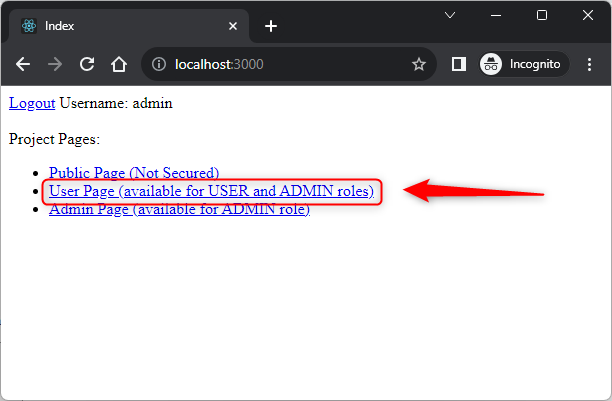 Index
localhost:3000
Incognito
Logout Username: admin
Project Pages:
Public Page (Not Secured)
User Page (available for USER and ADMIN roles)
Admin Page (available for ADMIN role)